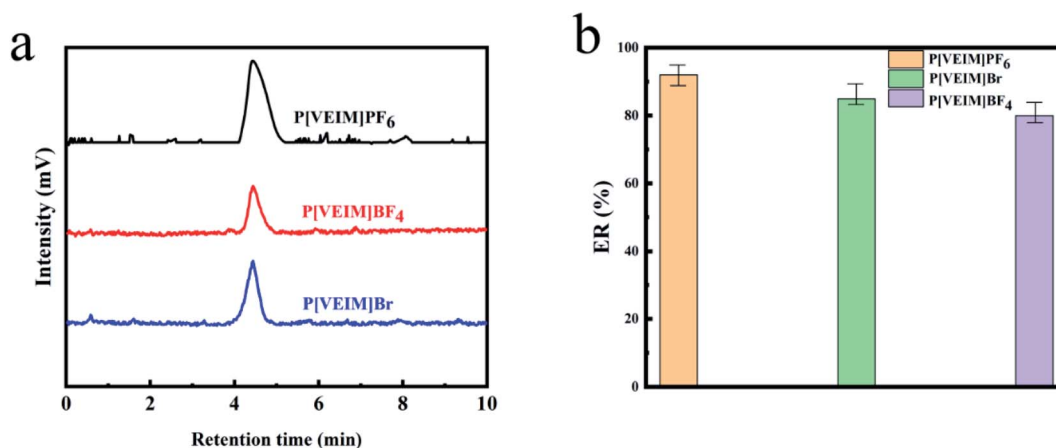 a
Intensity (mV)
P[VEIM]PF6
P[VEIM]BF4
P[VEIM]Br
0 2 4 6 8 10
Retention time (min)
b
ER (%)
100
80
60
40
20
0
P[VEIM]PF6
P[VEIM]Br
P[VEIM]BF4